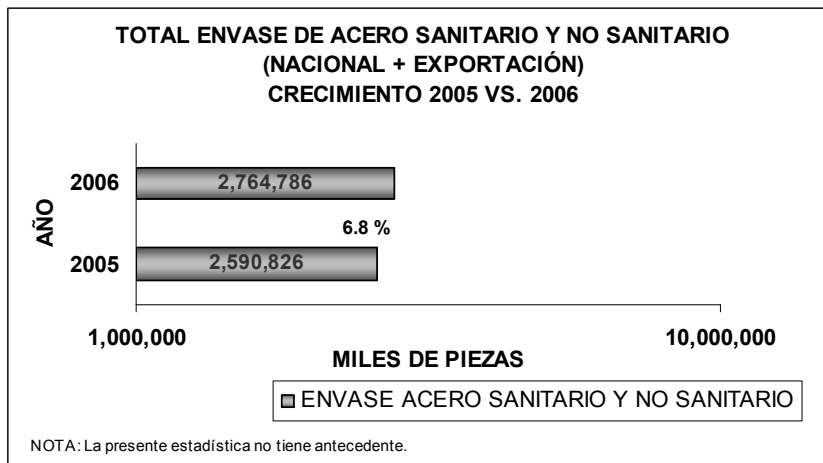 TOTAL ENVASE DE ACERO SANITARIO Y NO SANITARIO
(NACIONAL + EXPORTACIÓN)
CRECIMIENTO 2005 VS. 2006
AÑO
2006
2,764,786
6.8 %
2005
2,590,826
1,000,000
10,000,000
MILES DE PIEZAS
ENVASE ACERO SANITARIO Y NO SANITARIO
NOTA: La presente estadística no tiene antecedente.